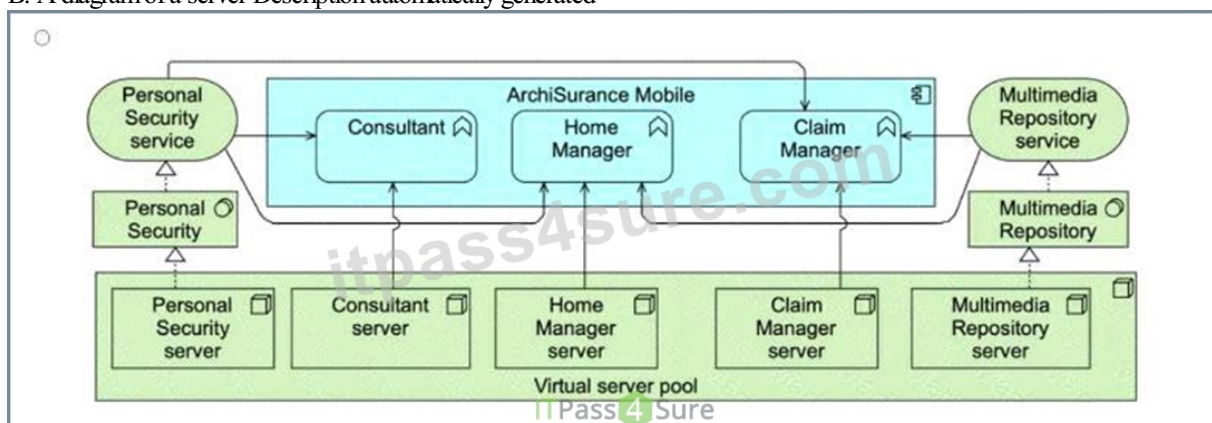 B. A diagram of a server Description automatically generated
ArchiSurance Mobile
Personal
Security
service
Consultant
Home
Manager
Claim
Manager
Multimedia
Repository
service
Personal
Security
Multimedia
Repository
itpass4sure.com
Personal
Security
server
Consultant
server
Home
Manager
server
Claim
Manager
server
Multimedia
Repository
server
Virtual server pool
ITPass4Sure